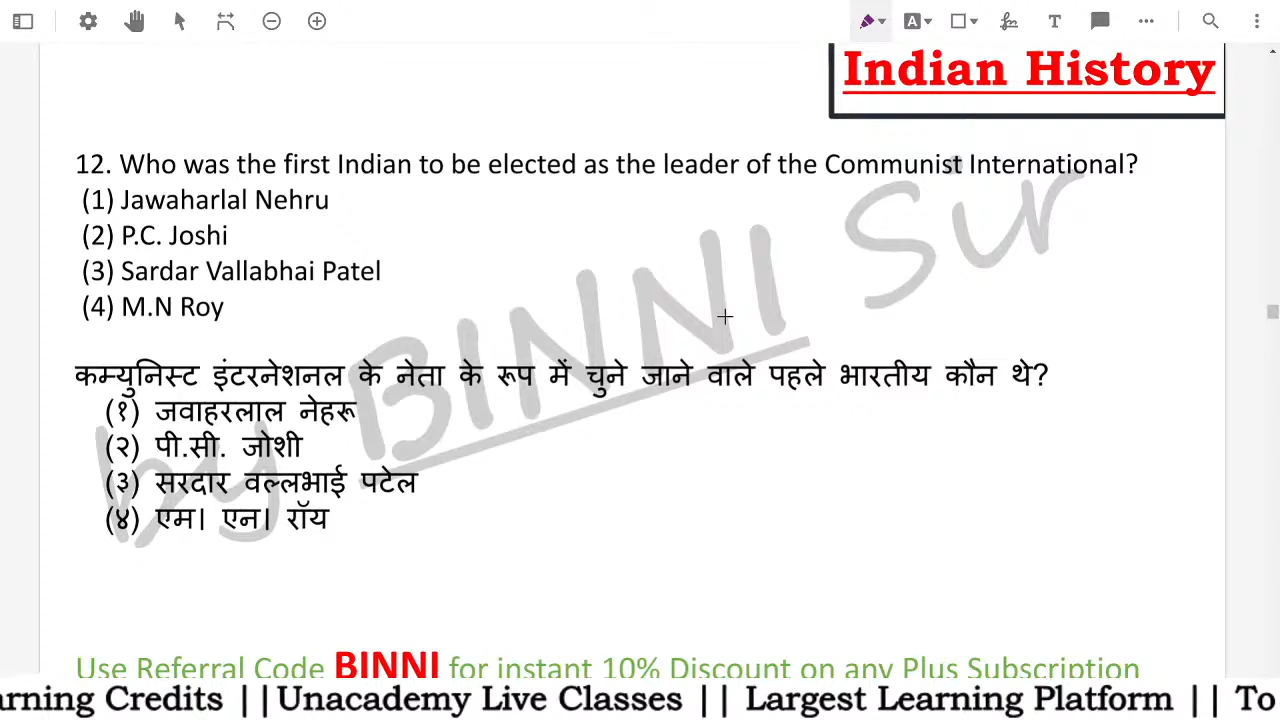 Indian History
12. Who was the first Indian to be elected as the leader of the Communist International?
(1) Jawaharlal Nehru
(2) P.C. Joshi
(3) Sardar Vallabhai Patel
(4) M.N Roy
by BINNI Sir
कम्युनिस्ट इंटरनेशनल के नेता के रूप में चुने जाने वाले पहले भारतीय कौन थे?
(१) जवाहरलाल नेहरू
(२) पी.सी. जोशी
(३) सरदार वल्लभाई पटेल
(४) एम। एन। रॉय
Use Referral Code BINNI for instant 10% Discount on any Plus Subscription
arning Credits ||Unacademy Live Classes || Largest Learning Platform || To